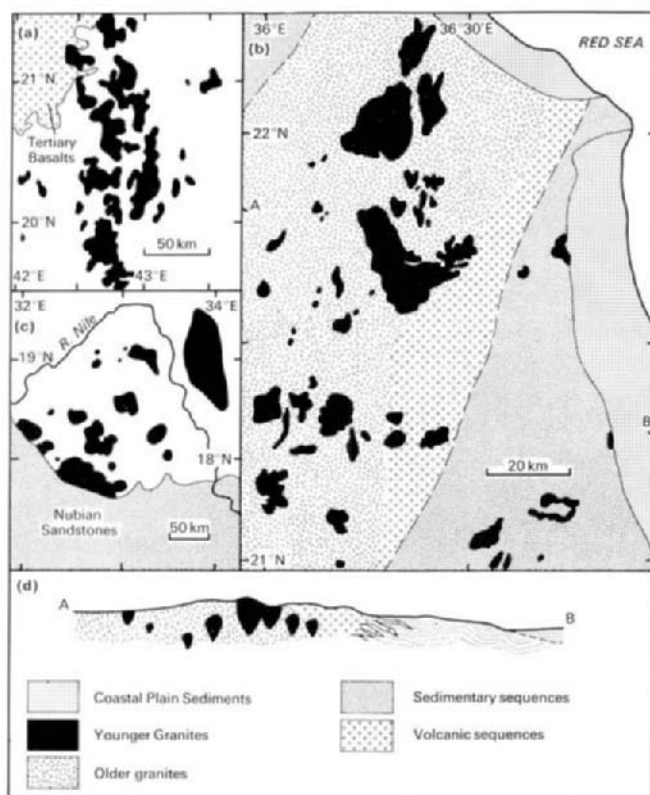 (a)
21°N
Tertiary
Basalts
20°N
50 km
42°E
43°E
36°E
36°30
(b)
RED SEA
22°N
A
B
20 km
21°N
32°E
34°E
(c)
R. Nile
19°N
18°N
Nubian
Sandstones
50 km
(d)
A
B
Coastal Plain Sediments
Sedimentary sequences
Younger Granites
Volcanic sequences
Older granites